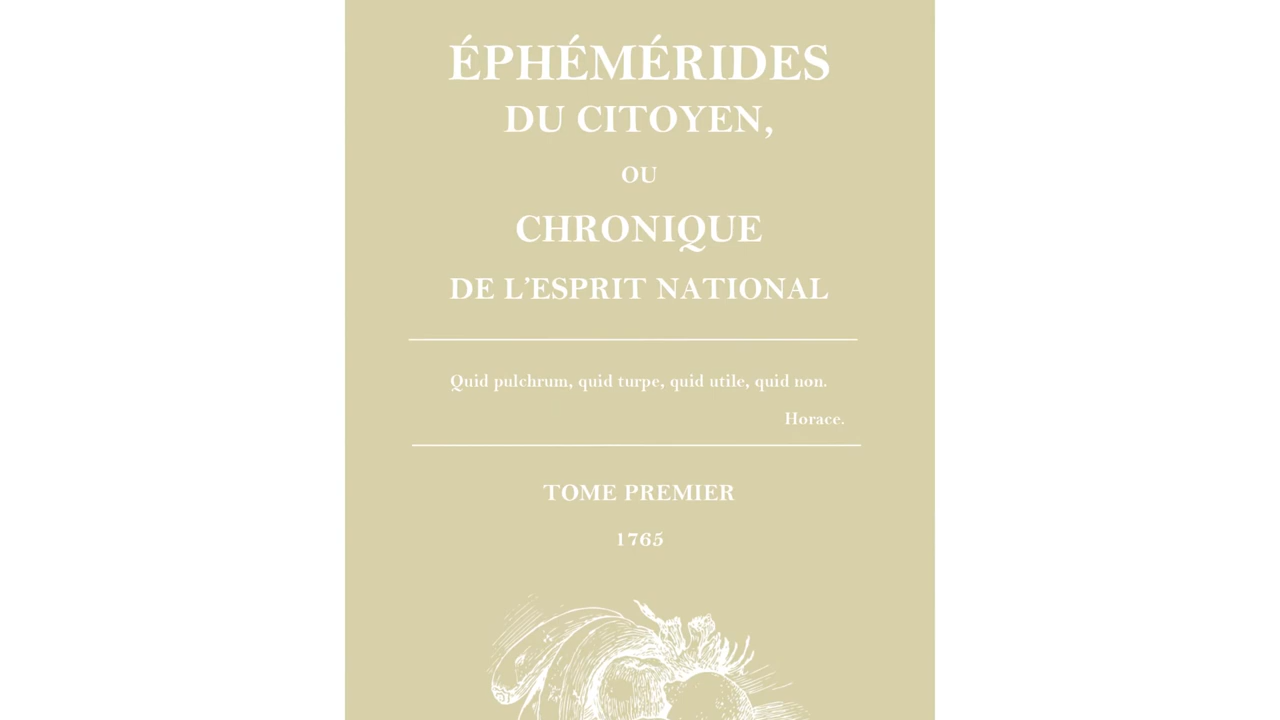 ÉPHÉMÉRIDES
DU CITOYEN,
OU
CHRONIQUE
DE L’ESPRIT NATIONAL
Quid pulchrum, quid turpe, quid utile, quid non.
Horace.
TOME PREMIER
1765